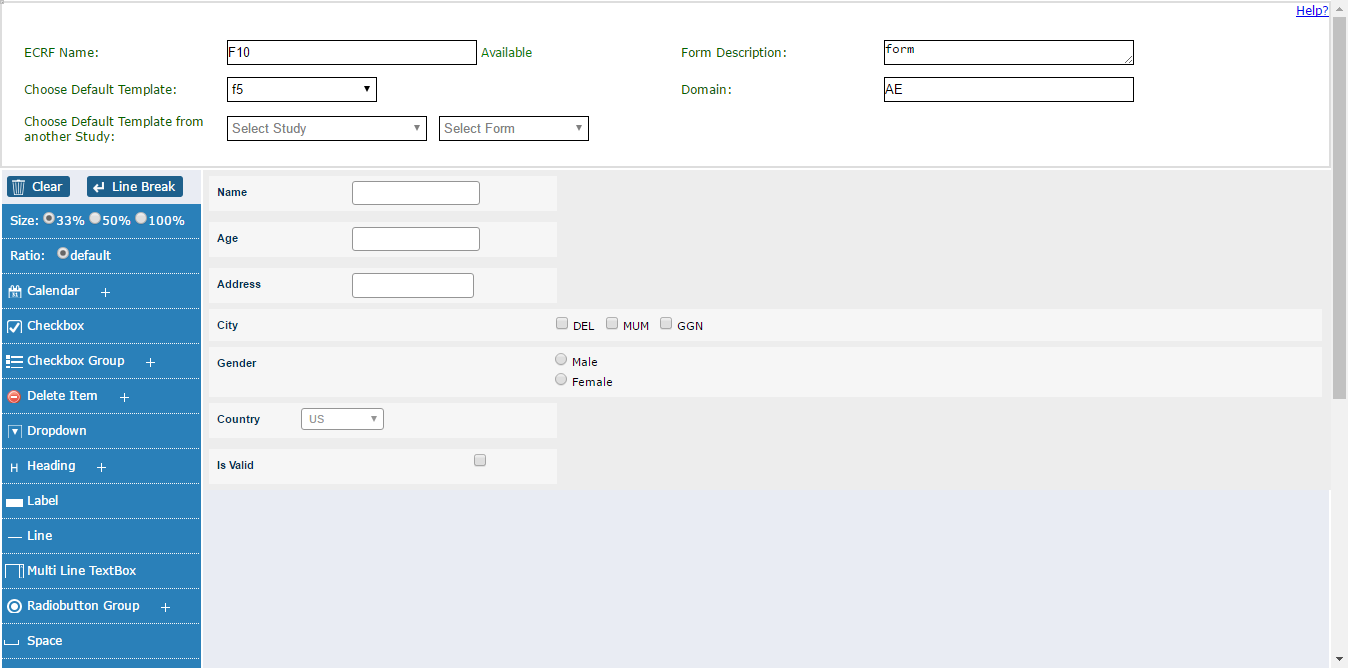 Help?
ECRF Name: F10 Available Form Description: form
Choose Default Template: f5 Domain: AE
Choose Default Template from
another Study: Select Study Select Form
Clear Line Break
Size: 33% 50% 100%
Ratio: default
Calendar +
Checkbox
Checkbox Group +
Delete Item +
Dropdown
H Heading +
Label
Line
Multi Line TextBox
Radiobutton Group +
Space
Name
Age
Address
City DEL MUM GGN
Gender Male
Female
Country US
Is Valid